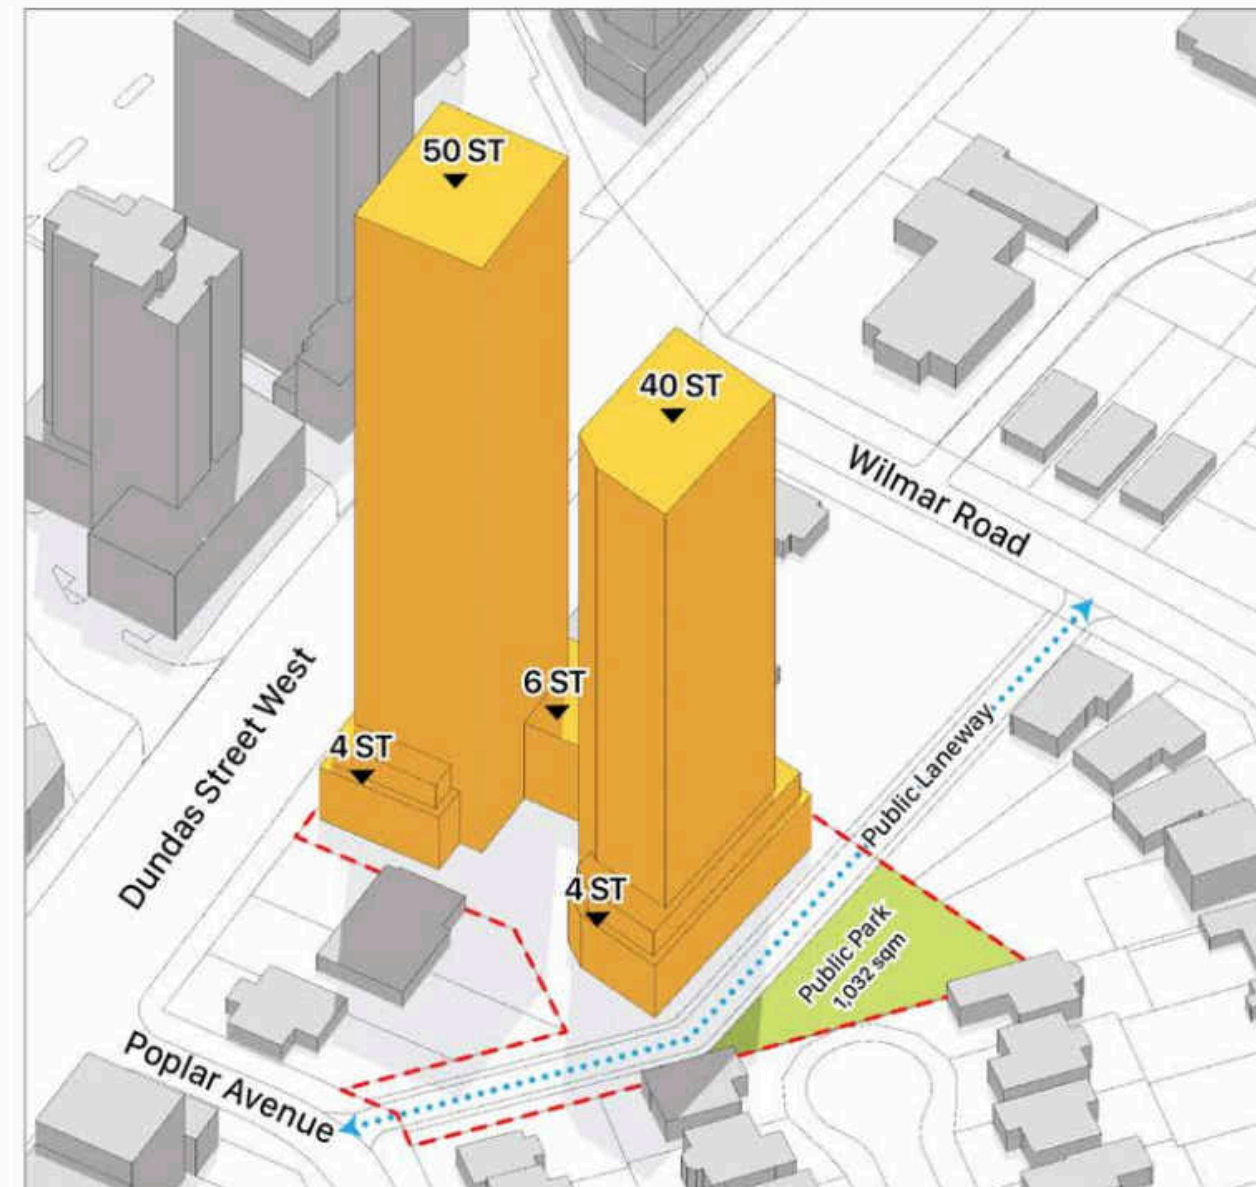 50 ST
40 ST
Wilmar Road
6 ST
4 ST
Dundas Street West
Public Laneway
4 ST
Public Park
1,032 sqm
Poplar Avenue